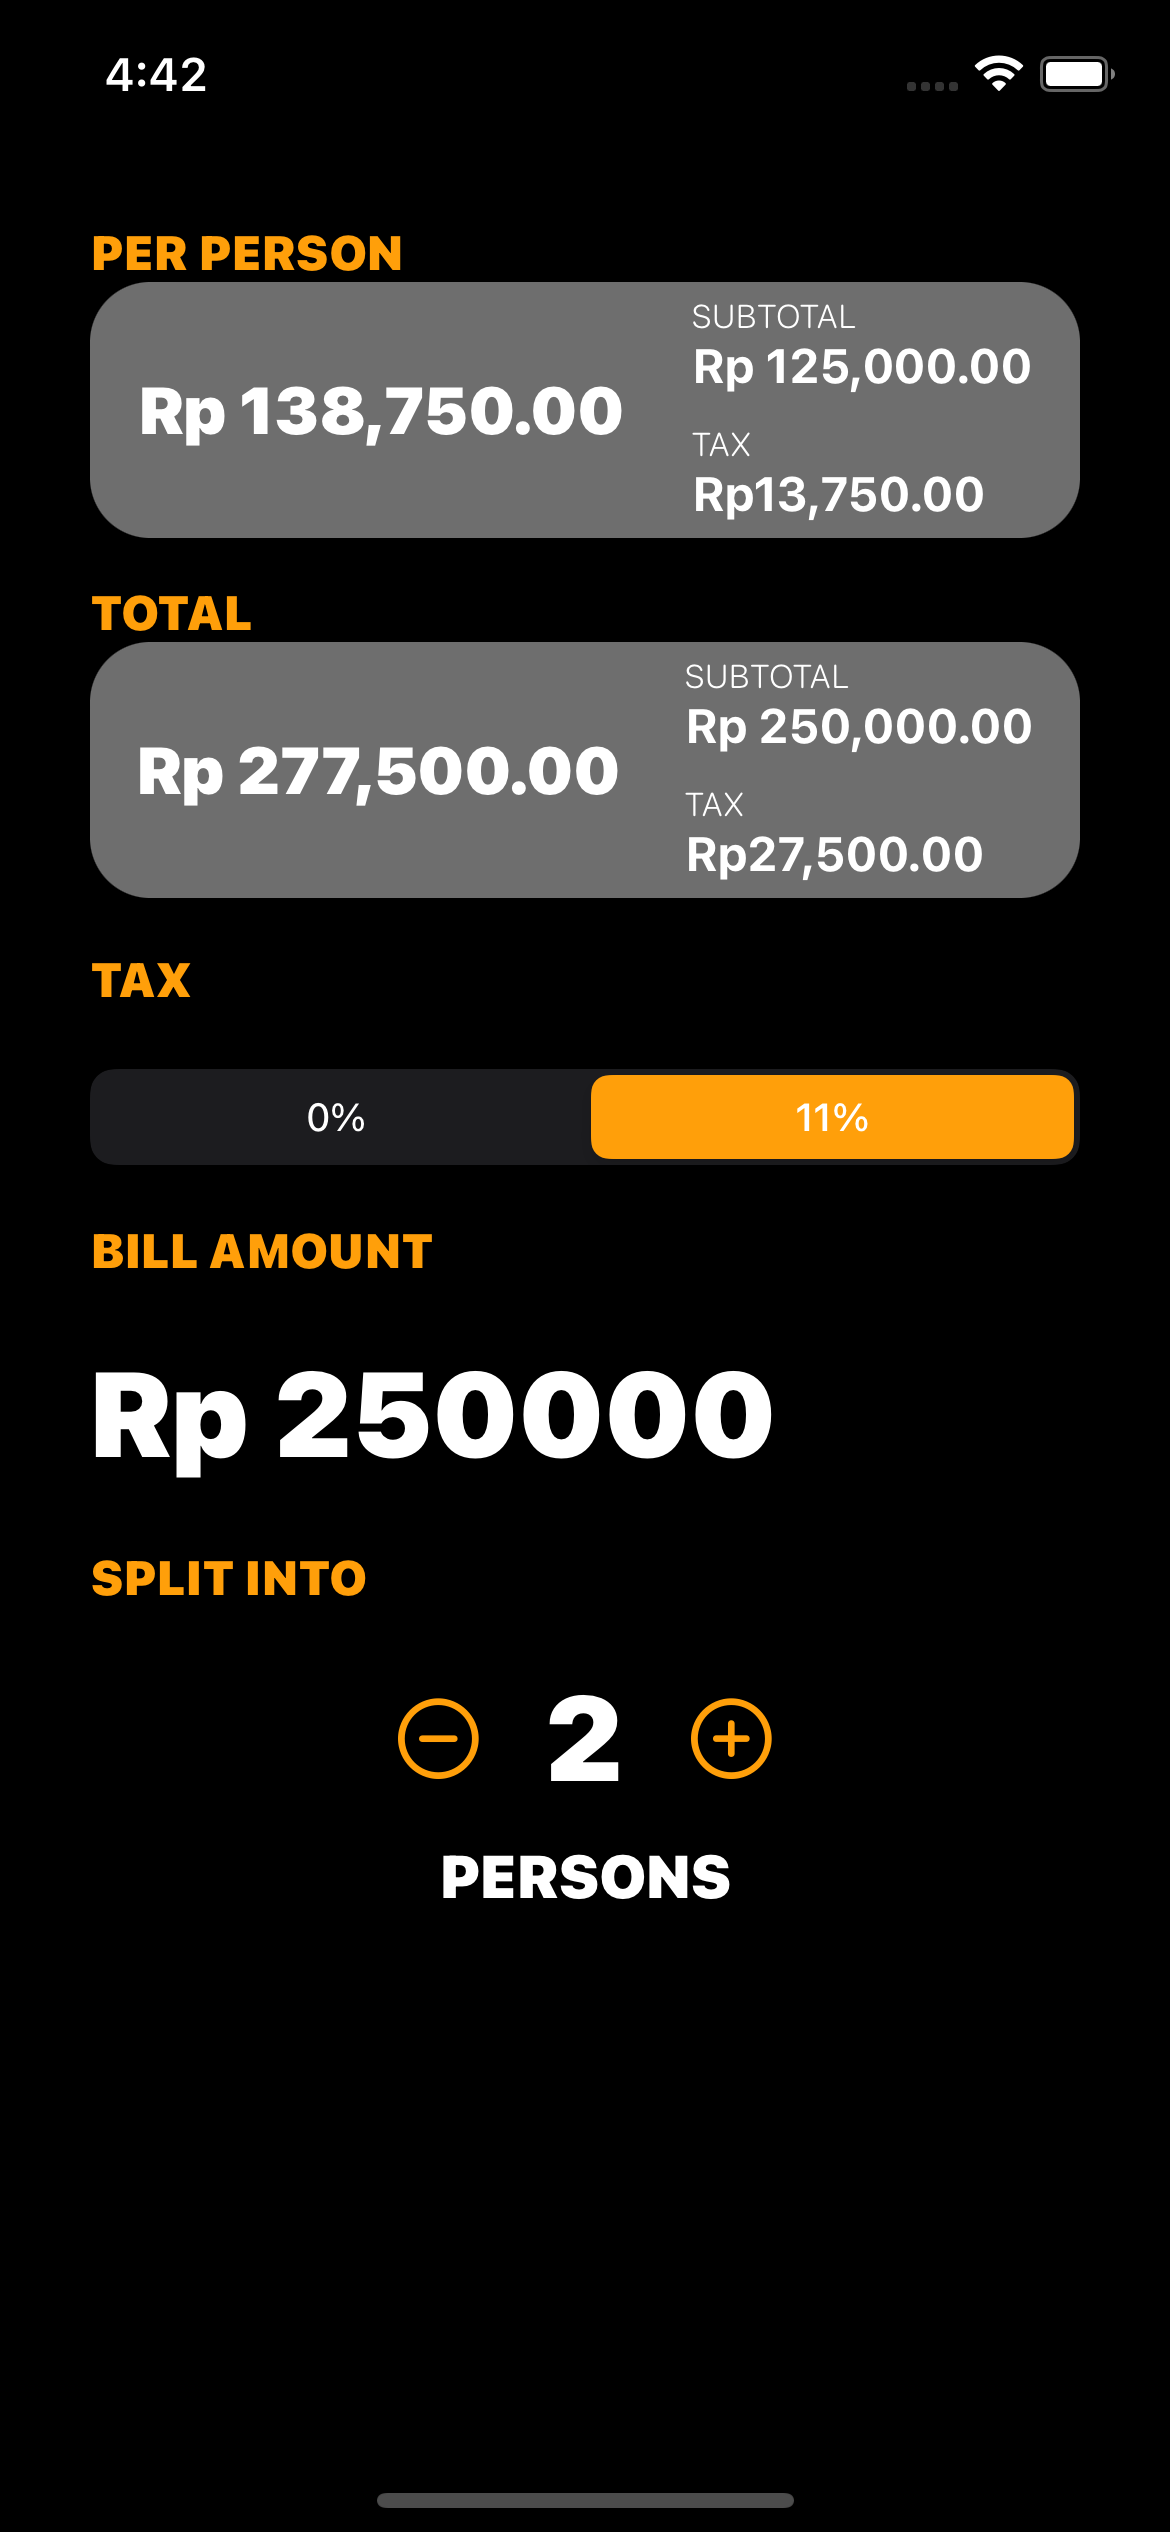 4:42
PER PERSON
Rp 138,750.00
SUBTOTAL
Rp 125,000.00
TAX
Rp13,750.00
TOTAL
Rp 277,500.00
SUBTOTAL
Rp 250,000.00
TAX
Rp27,500.00
TAX
0%
11%
BILL AMOUNT
Rp 250000
SPLIT INTO
2
PERSONS